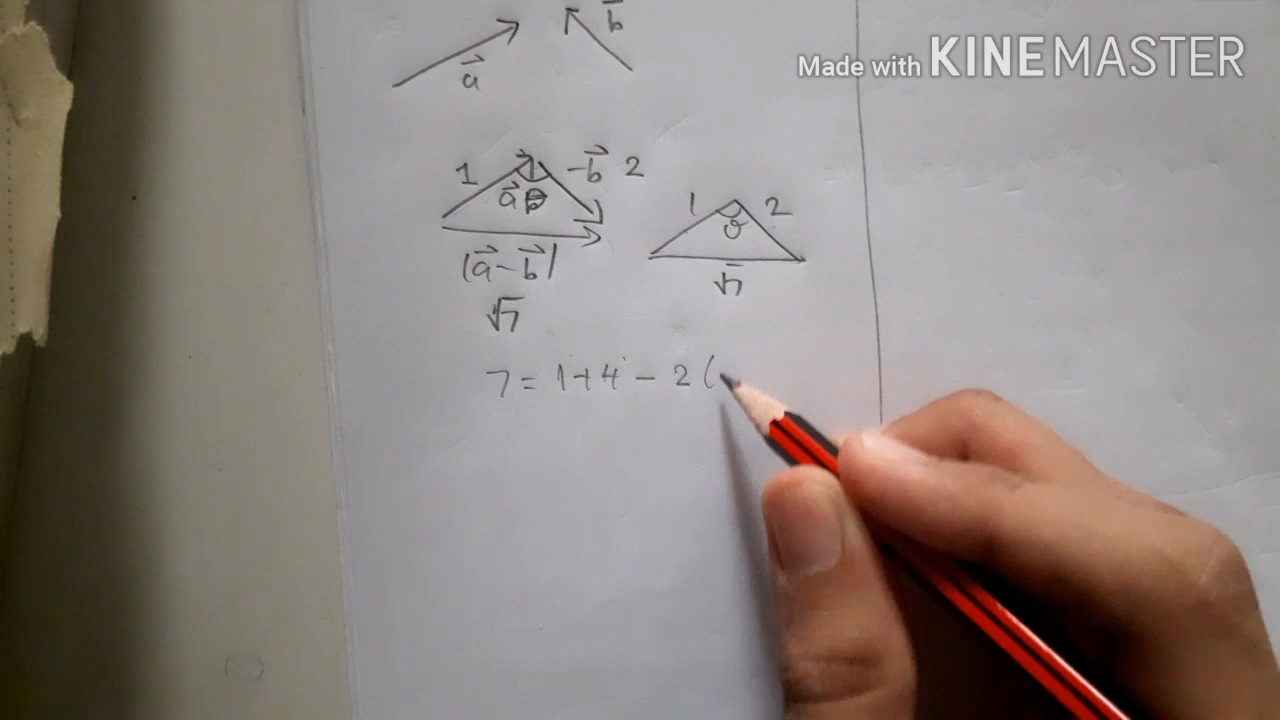 Made with KINEMASTER
b̅
a⃗
1 a⃗ θ -b⃗ 2
|a⃗-b⃗|
√7
1 θ 2
√7
7 = 1+4 - 2(